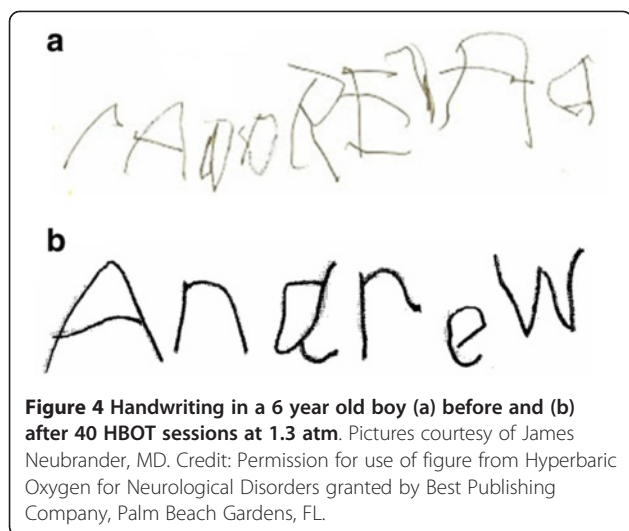 a
b
Andrew
Figure 4 Handwriting in a 6 year old boy (a) before and (b)
after 40 HBOT sessions at 1.3 atm. Pictures courtesy of James
Neubrander, MD. Credit: Permission for use of figure from Hyperbaric
Oxygen for Neurological Disorders granted by Best Publishing
Company, Palm Beach Gardens, FL.